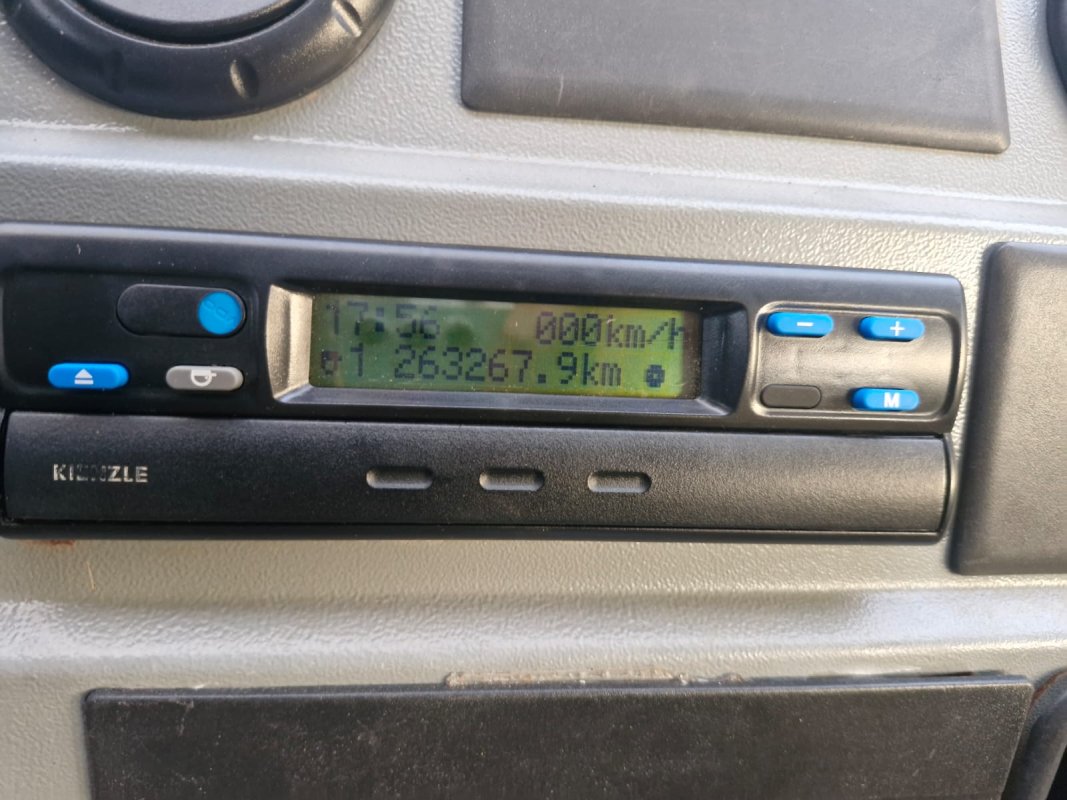 17:56 000km/h
1 263267.9km
- +
M
KIENZLE